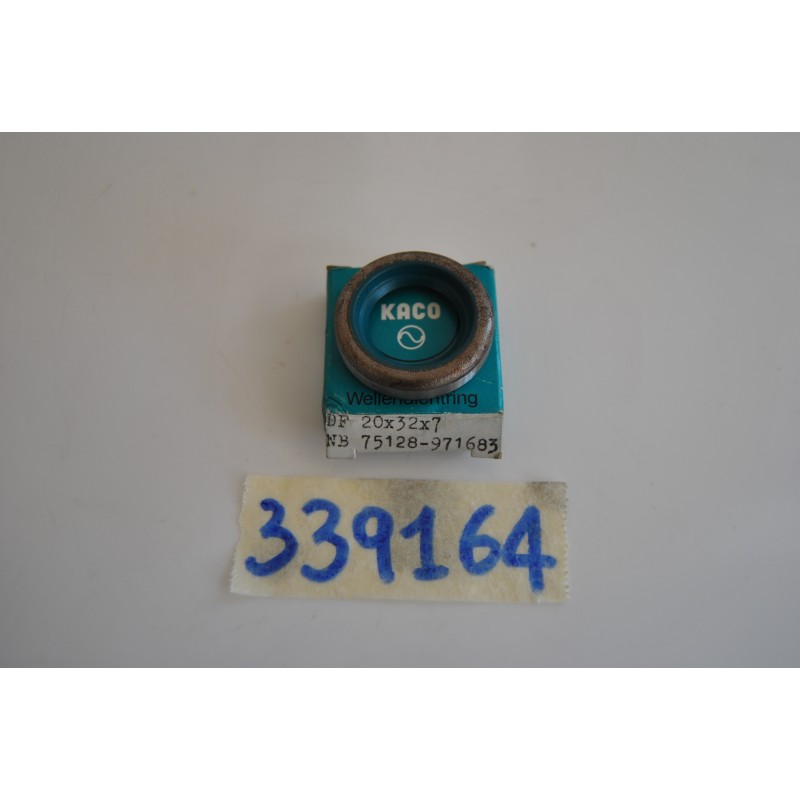 KACO
Wellendichtring
DF 20x32x7
NB 75128-971683
339164